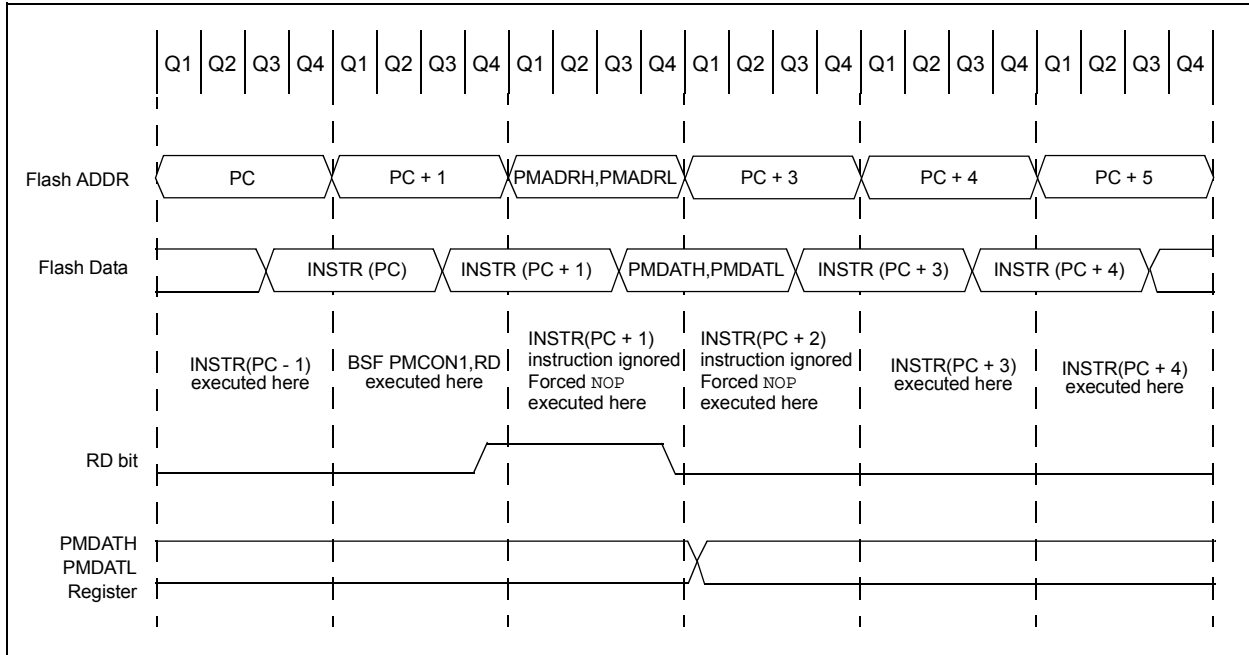 Q1 Q2 Q3 Q4 Q1 Q2 Q3 Q4 Q1 Q2 Q3 Q4 Q1 Q2 Q3 Q4 Q1 Q2 Q3 Q4 Q1 Q2 Q3 Q4
Flash ADDR PC PC + 1 PMADRH,PMADRL PC + 3 PC + 4 PC + 5
Flash Data INSTR (PC) INSTR (PC + 1) PMDATH,PMDATL INSTR (PC + 3) INSTR (PC + 4)
INSTR(PC - 1)
executed here
BSF PMCON1,RD
executed here
INSTR(PC + 1)
instruction ignored
Forced NOP
executed here
INSTR(PC + 2)
instruction ignored
Forced NOP
executed here
INSTR(PC + 3)
executed here
INSTR(PC + 4)
executed here
RD bit
PMDATH
PMDATL
Register